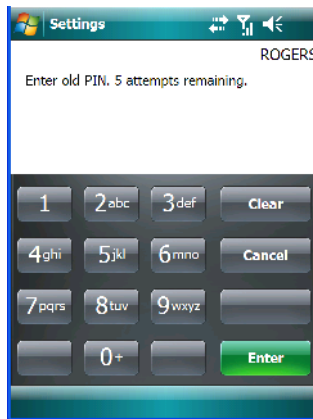 Settings
ROGERS
Enter old PIN. 5 attempts remaining.
1 2abc 3def Clear
4ghi 5jkl 6mno Cancel
7pqrs 8tuv 9wxyz
0+ Enter